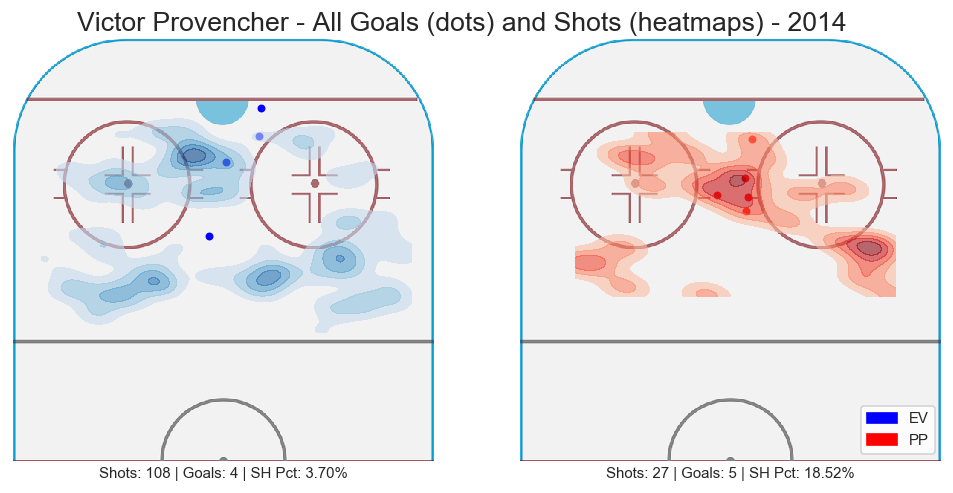 Victor Provencher - All Goals (dots) and Shots (heatmaps) - 2014
EV
PP
Shots: 108 | Goals: 4 | SH Pct: 3.70%
Shots: 27 | Goals: 5 | SH Pct: 18.52%